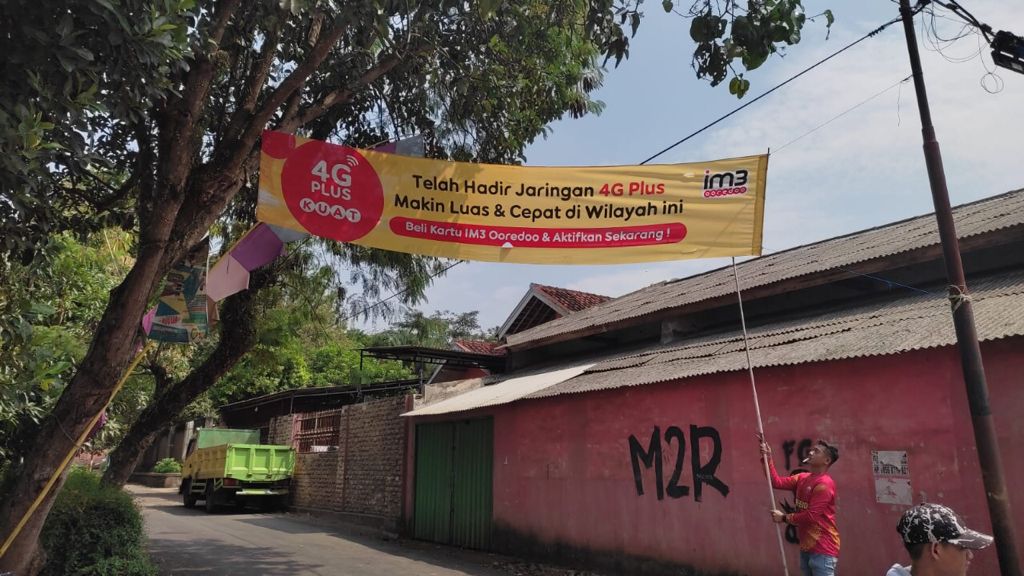 4G
PLUS
KUAT
Telah Hadir Jaringan 4G Plus
Makin Luas & Cepat di Wilayah ini
Beli Kartu IM3 Ooredoo & Aktifkan Sekarang !
im3
ooredoo
M2R